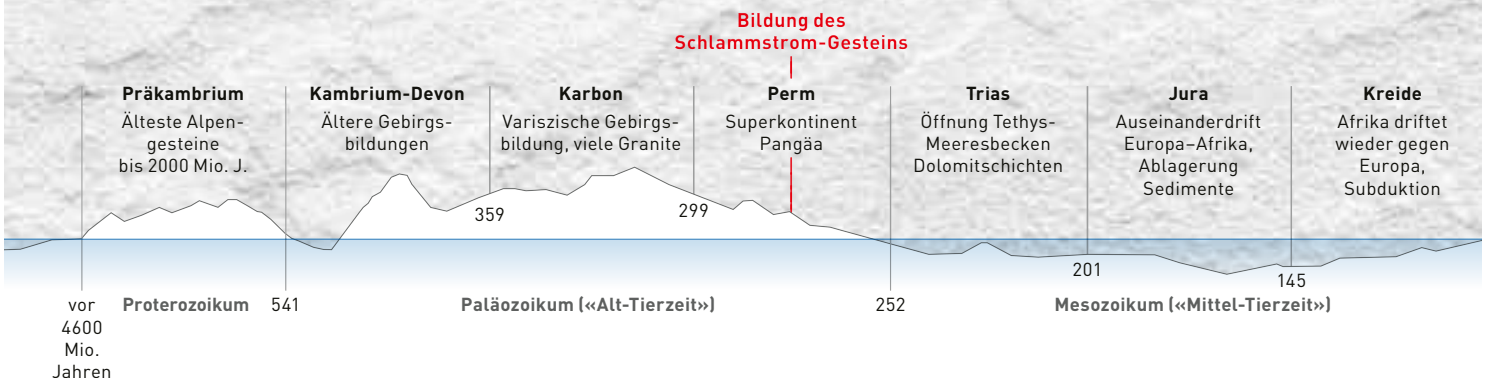 Bildung des
Schlammstrom-Gesteins
Präkambrium
Älteste Alpen-
gesteine
bis 2000 Mio. J.
Kambrium-Devon
Ältere Gebirgs-
bildungen
Karbon
Variszische Gebirgs-
bildung, viele Granite
Perm
Superkontinent
Pangäa
Trias
Öffnung Tethys-
Meeresbecken
Dolomitschichten
Jura
Auseinanderdrift
Europa–Afrika,
Ablagerung
Sedimente
Kreide
Afrika driftet
wieder gegen
Europa,
Subduktion
359
299
201
145
vor
4600
Mio.
Jahren
Proterozoikum
541
Paläozoikum («Alt-Tierzeit»)
252
Mesozoikum («Mittel-Tierzeit»)